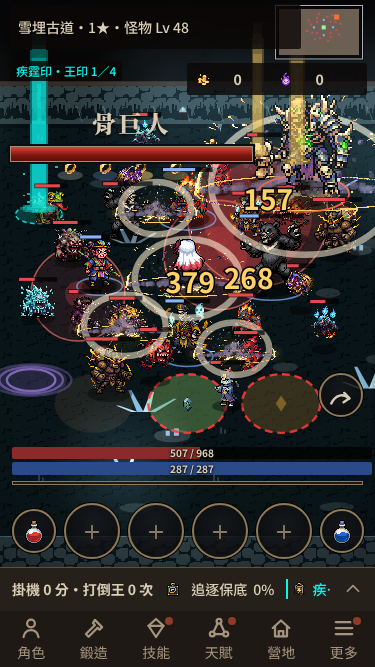 雪埋古道・1★・怪物 Lv 48
疾霆印・王印 1／4
0
0
骨巨人
157
379
268
507 / 968
287 / 287
掛機 0 分・打倒王 0 次
追逐保底 0%
疾·
角色
鍛造
技能
天賦
營地
更多